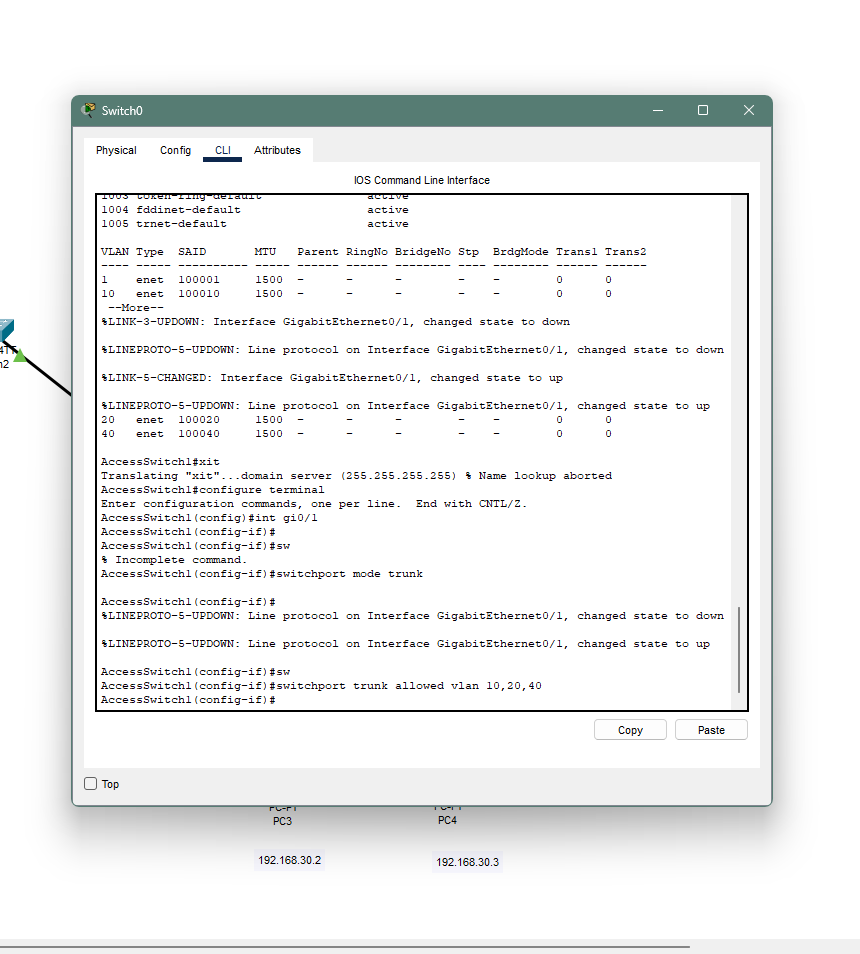 Switch0
Physical Config CLI Attributes
IOS Command Line Interface
1003 token-ring-default active
1004 fddinet-default active
1005 trnet-default active
VLAN Type SAID MTU Parent RingNo BridgeNo Stp BrdgMode Trans1 Trans2
---- ----- ---------- ----- ------ ------ -------- ---- -------- ------ ------
1 enet 100001 1500 - - - - - 0 0
10 enet 100010 1500 - - - - - 0 0
--More--
%LINK-3-UPDOWN: Interface GigabitEthernet0/1, changed state to down
%LINEPROTO-5-UPDOWN: Line protocol on Interface GigabitEthernet0/1, changed state to down
%LINK-5-CHANGED: Interface GigabitEthernet0/1, changed state to up
%LINEPROTO-5-UPDOWN: Line protocol on Interface GigabitEthernet0/1, changed state to up
20 enet 100020 1500 - - - - - 0 0
40 enet 100040 1500 - - - - - 0 0
AccessSwitch1#xit
Translating "xit"...domain server (255.255.255.255) % Name lookup aborted
AccessSwitch1#configure terminal
Enter configuration commands, one per line. End with CNTL/Z.
AccessSwitch1(config)#int gi0/1
AccessSwitch1(config-if)#
AccessSwitch1(config-if)#sw
% Incomplete command.
AccessSwitch1(config-if)#switchport mode trunk
AccessSwitch1(config-if)#
%LINEPROTO-5-UPDOWN: Line protocol on Interface GigabitEthernet0/1, changed state to down
%LINEPROTO-5-UPDOWN: Line protocol on Interface GigabitEthernet0/1, changed state to up
AccessSwitch1(config-if)#sw
AccessSwitch1(config-if)#switchport trunk allowed vlan 10,20,40
AccessSwitch1(config-if)#
Copy Paste
Top
PC-PT PC-PT
PC3 PC4
192.168.30.2 192.168.30.3